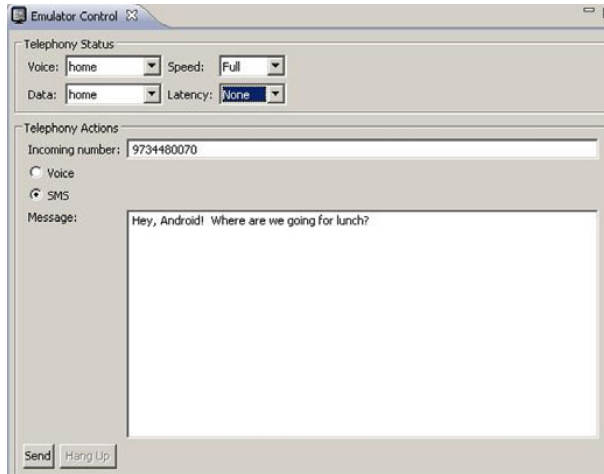 Emulator Control
Telephony Status
Voice: home Speed: Full
Data: home Latency: None
Telephony Actions
Incoming number: 9734480070
Voice
SMS
Message: Hey, Android! Where are we going for lunch?
Send Hang Up